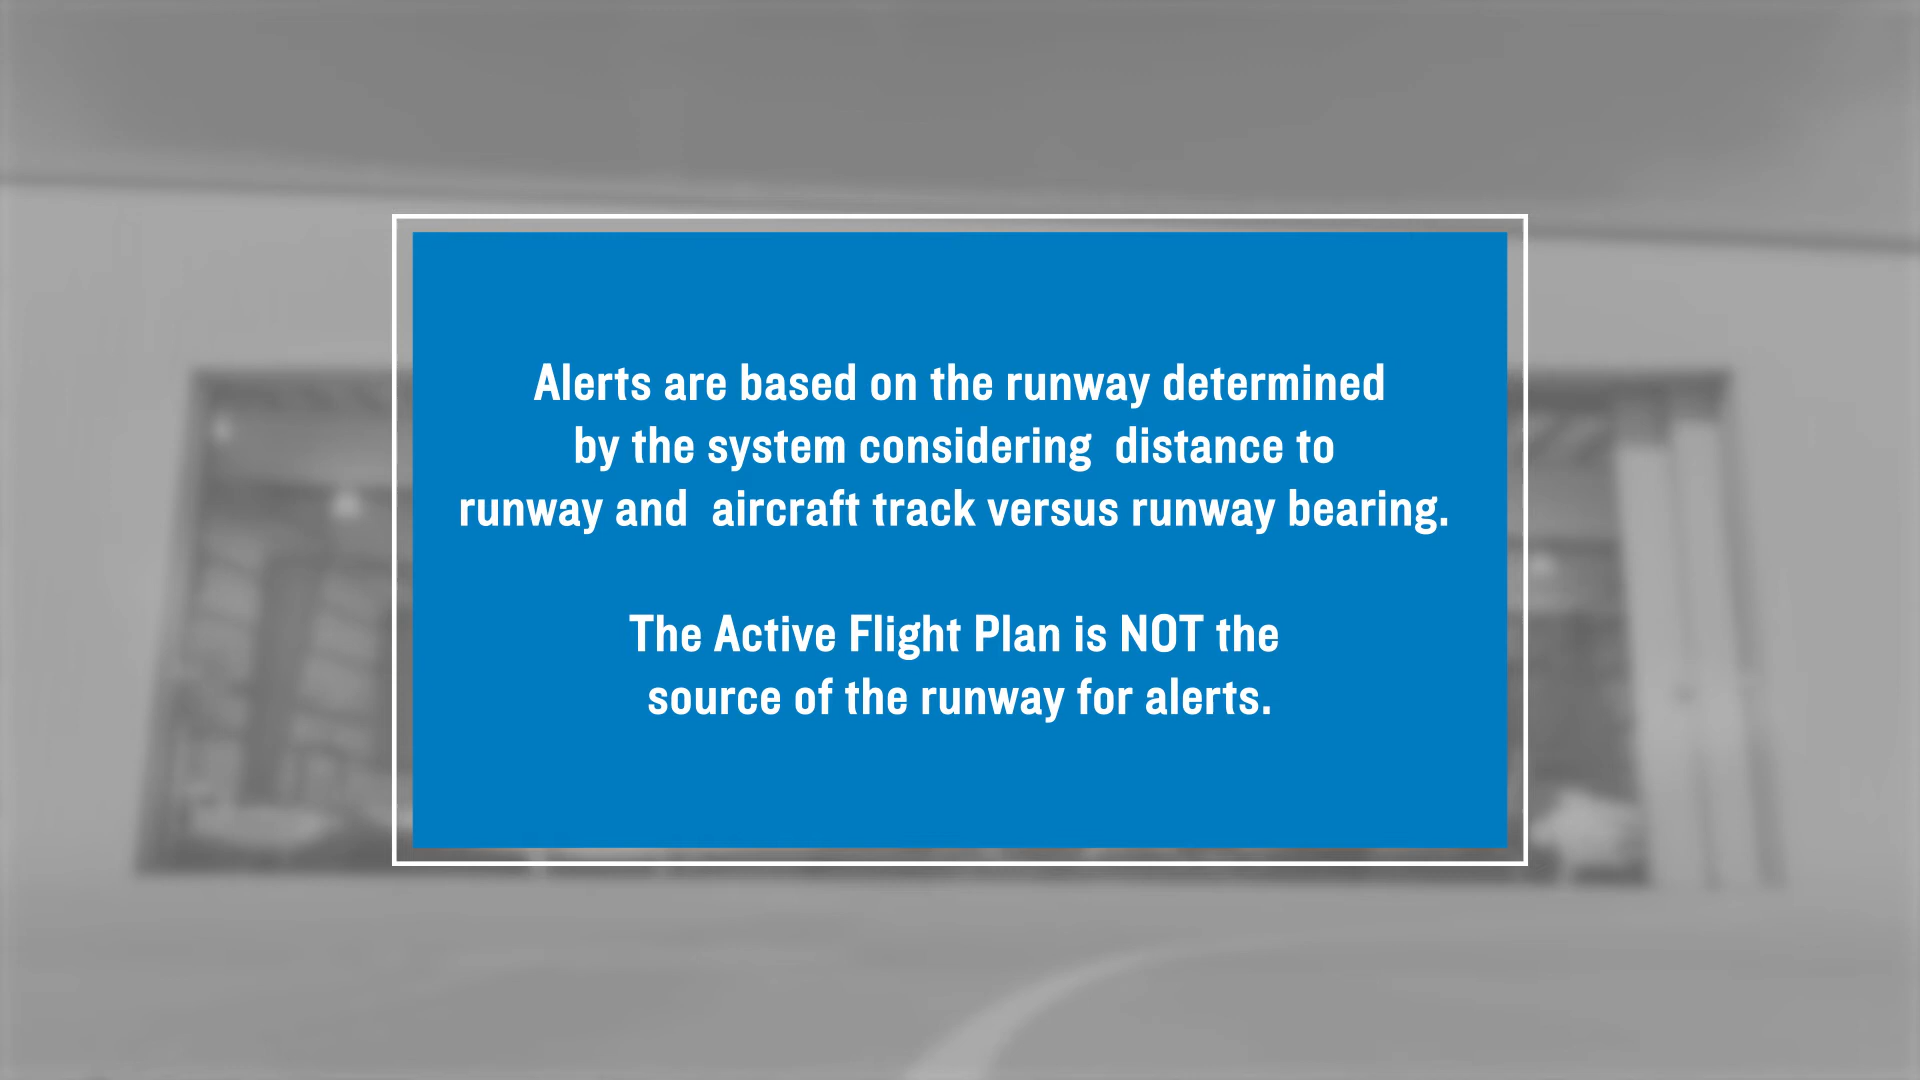 Alerts are based on the runway determined
by the system considering  distance to
runway and  aircraft track versus runway bearing.
The Active Flight Plan is NOT the
source of the runway for alerts.